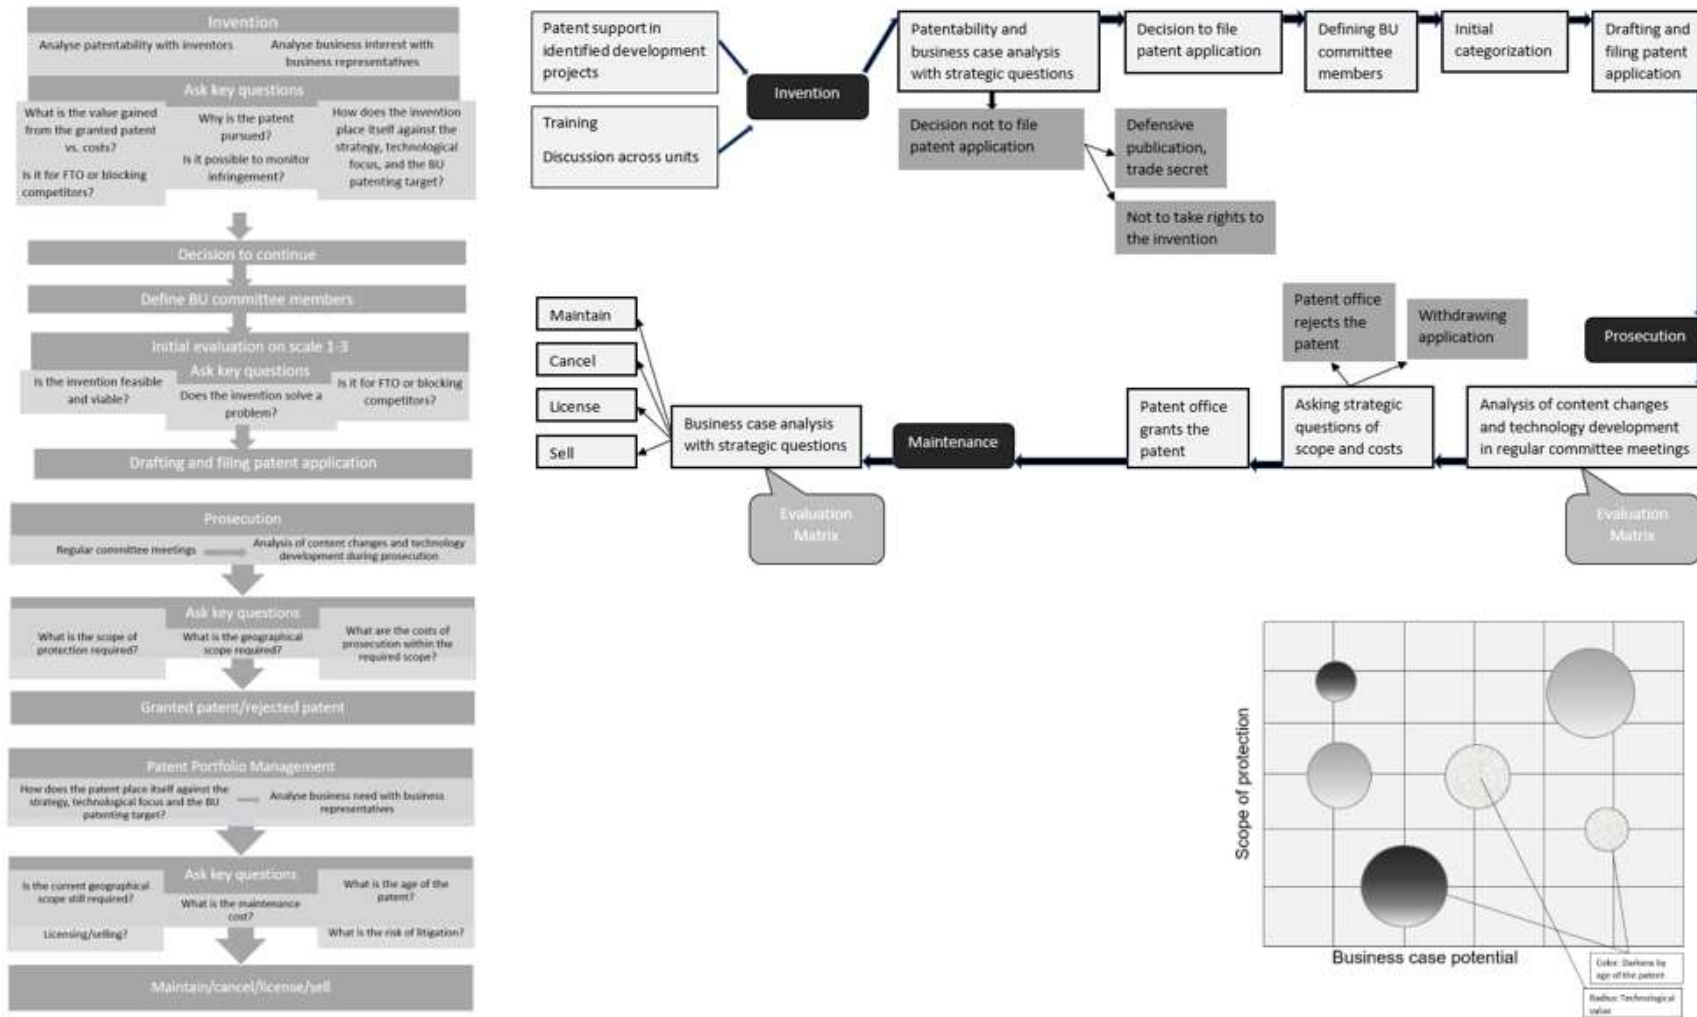 Invention
Analyse patentability with inventors
Analyse business interest with
business representatives
Ask key questions
What is the value gained
from the granted patent
vs. costs?
Is it for FTO or blocking
competitors?
Why is the patent
pursued?
Is it possible to monitor
infringement?
How does the invention
place itself against the
strategy, technological
focus, and the BU
patenting target?
Decision to continue
Define BU committee members
Initial evaluation on scale 1-3
Ask key questions
Is the invention feasible
and viable?
Does the invention solve a
problem?
Is it for FTO or blocking
competitors?
Drafting and filing patent application
Prosecution
Regular committee meetings
Analysis of content changes and technology
development during prosecution
Ask key questions
What is the scope of
protection required?
What is the geographical
scope required?
What are the costs of
prosecution within the
required scope?
Granted patent/rejected patent
Patent Portfolio Management
How does the patent place itself against the
strategy, technological focus and the BU
patenting target?
Analyse business need with business
representatives
Ask key questions
Is the current geographical
scope still required?
Licensing/selling?
What is the maintenance
cost?
What is the age of the
patent?
What is the risk of litigation?
Maintain/cancel/license/sell
Patent support in
identified development
projects
Training
Discussion across units
Invention
Patentability and
business case analysis
with strategic questions
Decision to file
patent application
Defining BU
committee
members
Initial
categorization
Drafting and
filing patent
application
Decision not to file
patent application
Defensive
publication,
trade secret
Not to take rights to
the invention
Prosecution
Patent office
rejects the
patent
Withdrawing
application
Analysis of content changes
and technology development
in regular committee meetings
Evaluation
Matrix
Asking strategic
questions of
scope and costs
Patent office
grants the
patent
Maintenance
Business case analysis
with strategic questions
Evaluation
Matrix
Maintain
Cancel
License
Sell
Scope of protection
Business case potential
Color: Darkens by
age of the patent
Radius: Technological
value